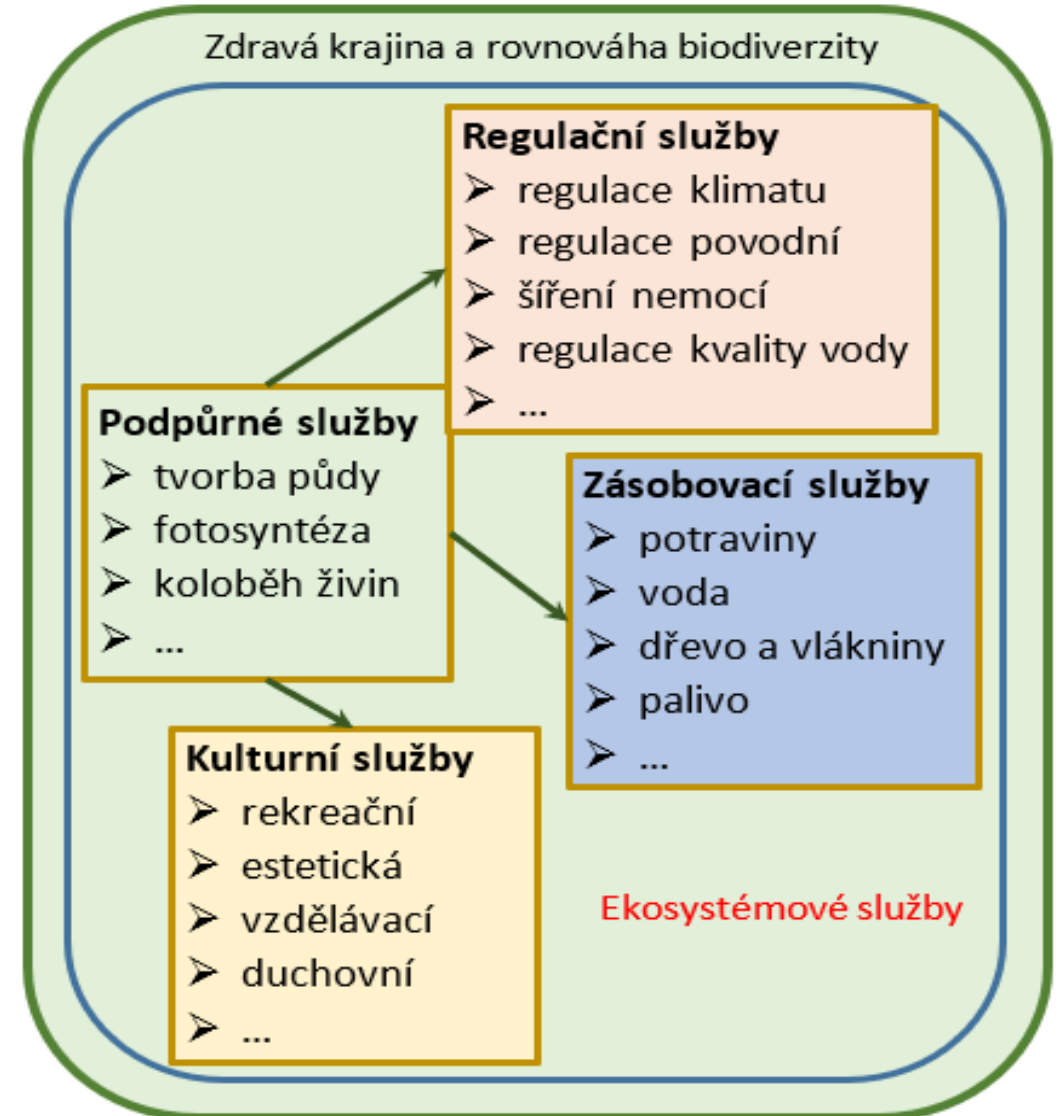 Zdravá krajina a rovnováha biodiverzity
Regulační služby
➢ regulace klimatu
➢ regulace povodní
➢ šíření nemocí
➢ regulace kvality vody
➢ ...
Podpůrné služby
➢ tvorba půdy
➢ fotosyntéza
➢ koloběh živin
➢ ...
Zásobovací služby
➢ potraviny
➢ voda
➢ dřevo a vlákniny
➢ palivo
➢ ...
Kulturní služby
➢ rekreační
➢ estetická
➢ vzdělávací
➢ duchovní
➢ ...
Ekosystémové služby